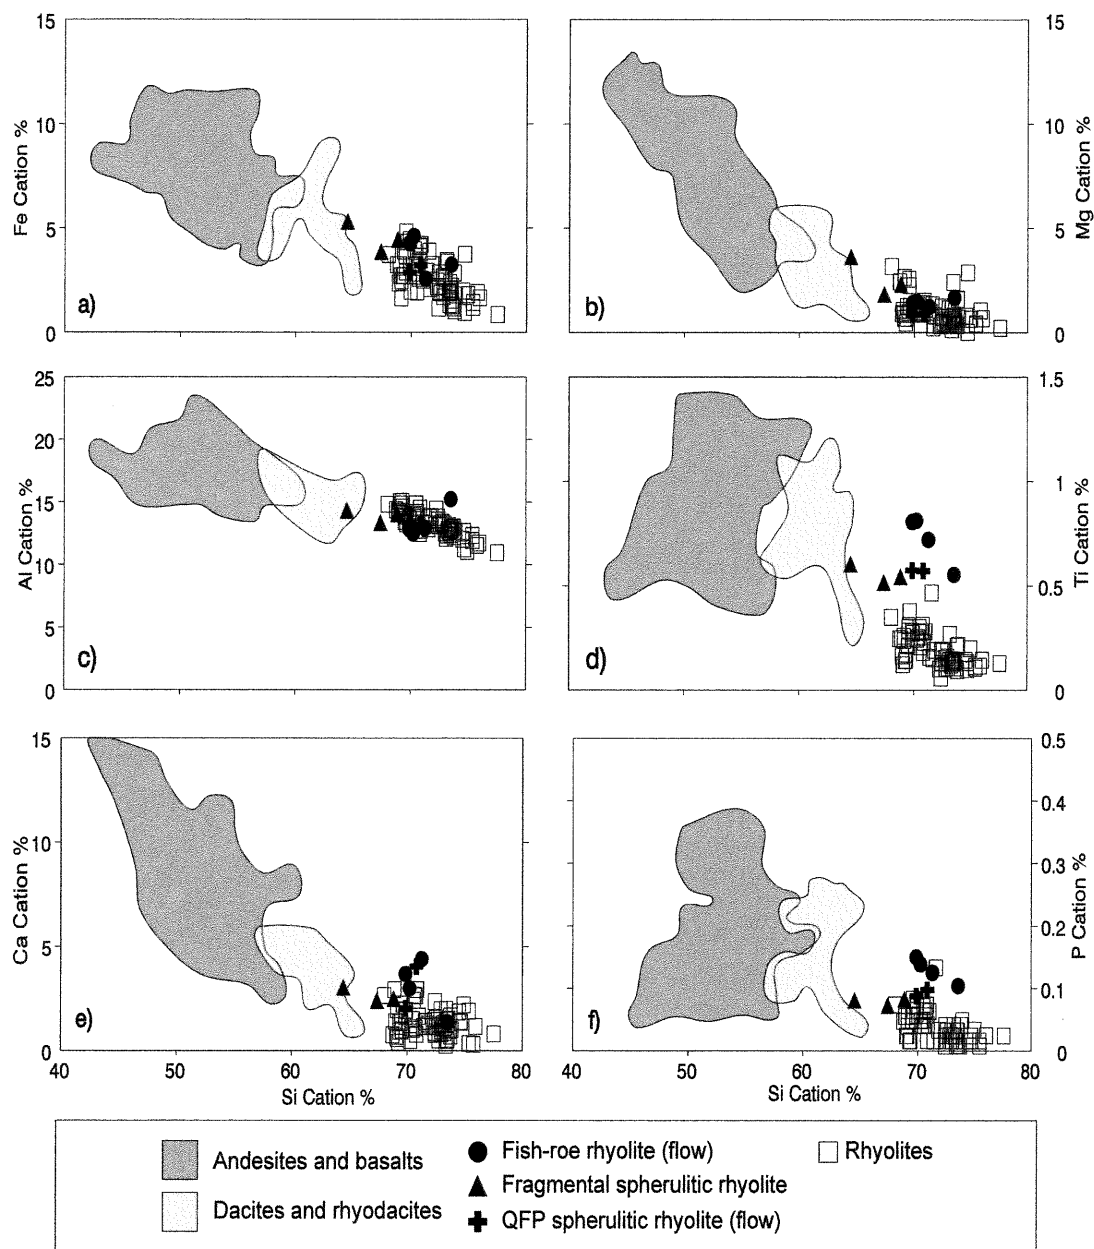 15
10
5
0
Fe Cation %
a)
15
10
5
0
Mg Cation %
b)
25
20
15
10
5
0
Al Cation %
c)
1.5
1
0.5
0
Ti Cation %
d)
15
10
5
0
Ca Cation %
e)
40 50 60 70 80
Si Cation %
0.5
0.4
0.3
0.2
0.1
0
P Cation %
f)
40 50 60 70 80
Si Cation %
Andesites and basalts
Dacites and rhyodacites
Fish-roe rhyolite (flow)
Fragmental spherulitic rhyolite
QFP spherulitic rhyolite (flow)
Rhyolites